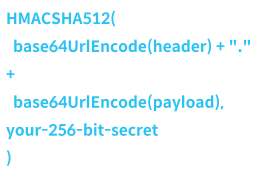 HMACSHA512(
base64UrlEncode(header) + "."
+
base64UrlEncode(payload),
your-256-bit-secret
)